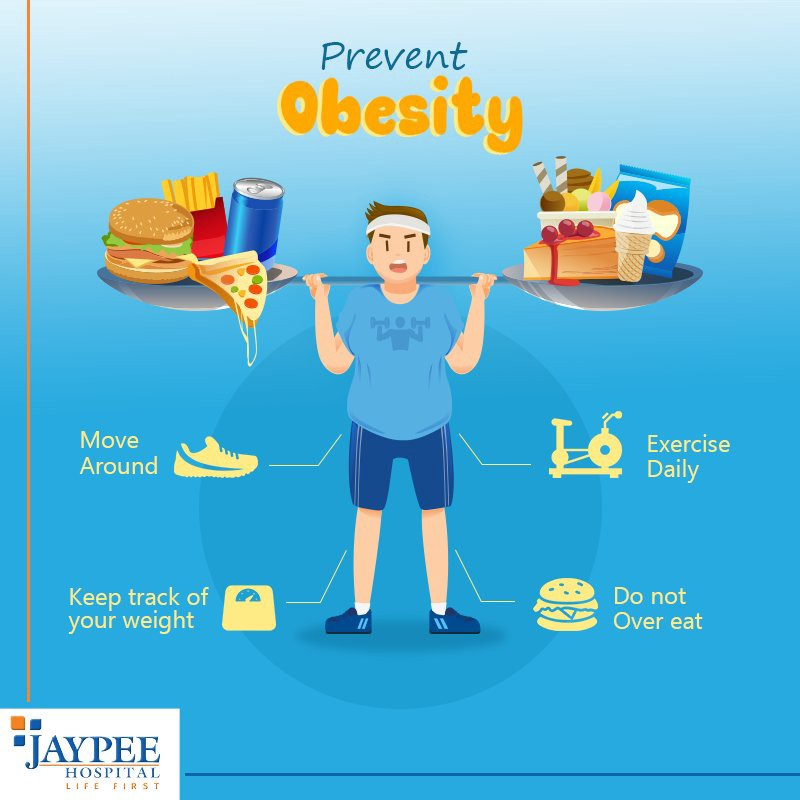 Prevent
Obesity
Move
Around
Exercise
Daily
Keep track of
your weight
Do not
Over eat
JAYPEE
HOSPITAL
LIFE FIRST